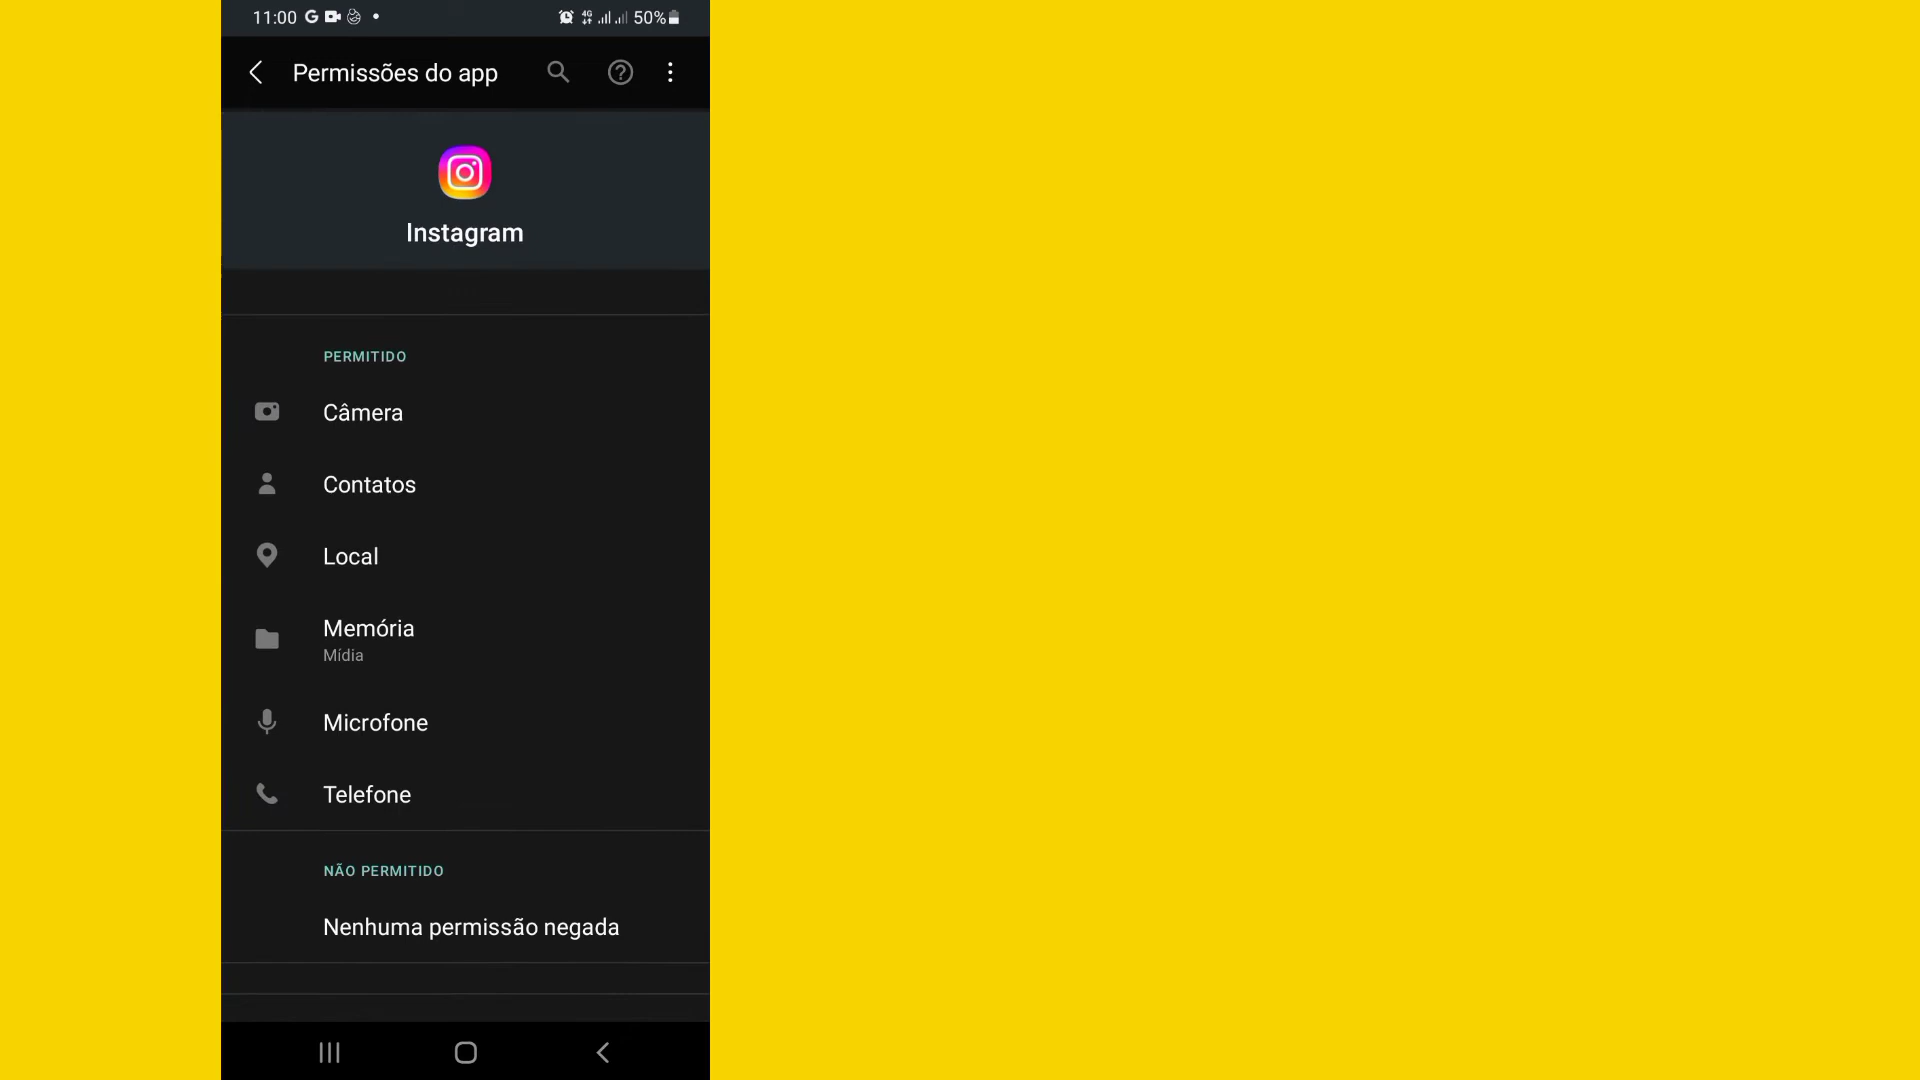 11:00 G 4G 50%
Permissões do app
Instagram
PERMITIDO
Câmera
Contatos
Local
Memória
Mídia
Microfone
Telefone
NÃO PERMITIDO
Nenhuma permissão negada